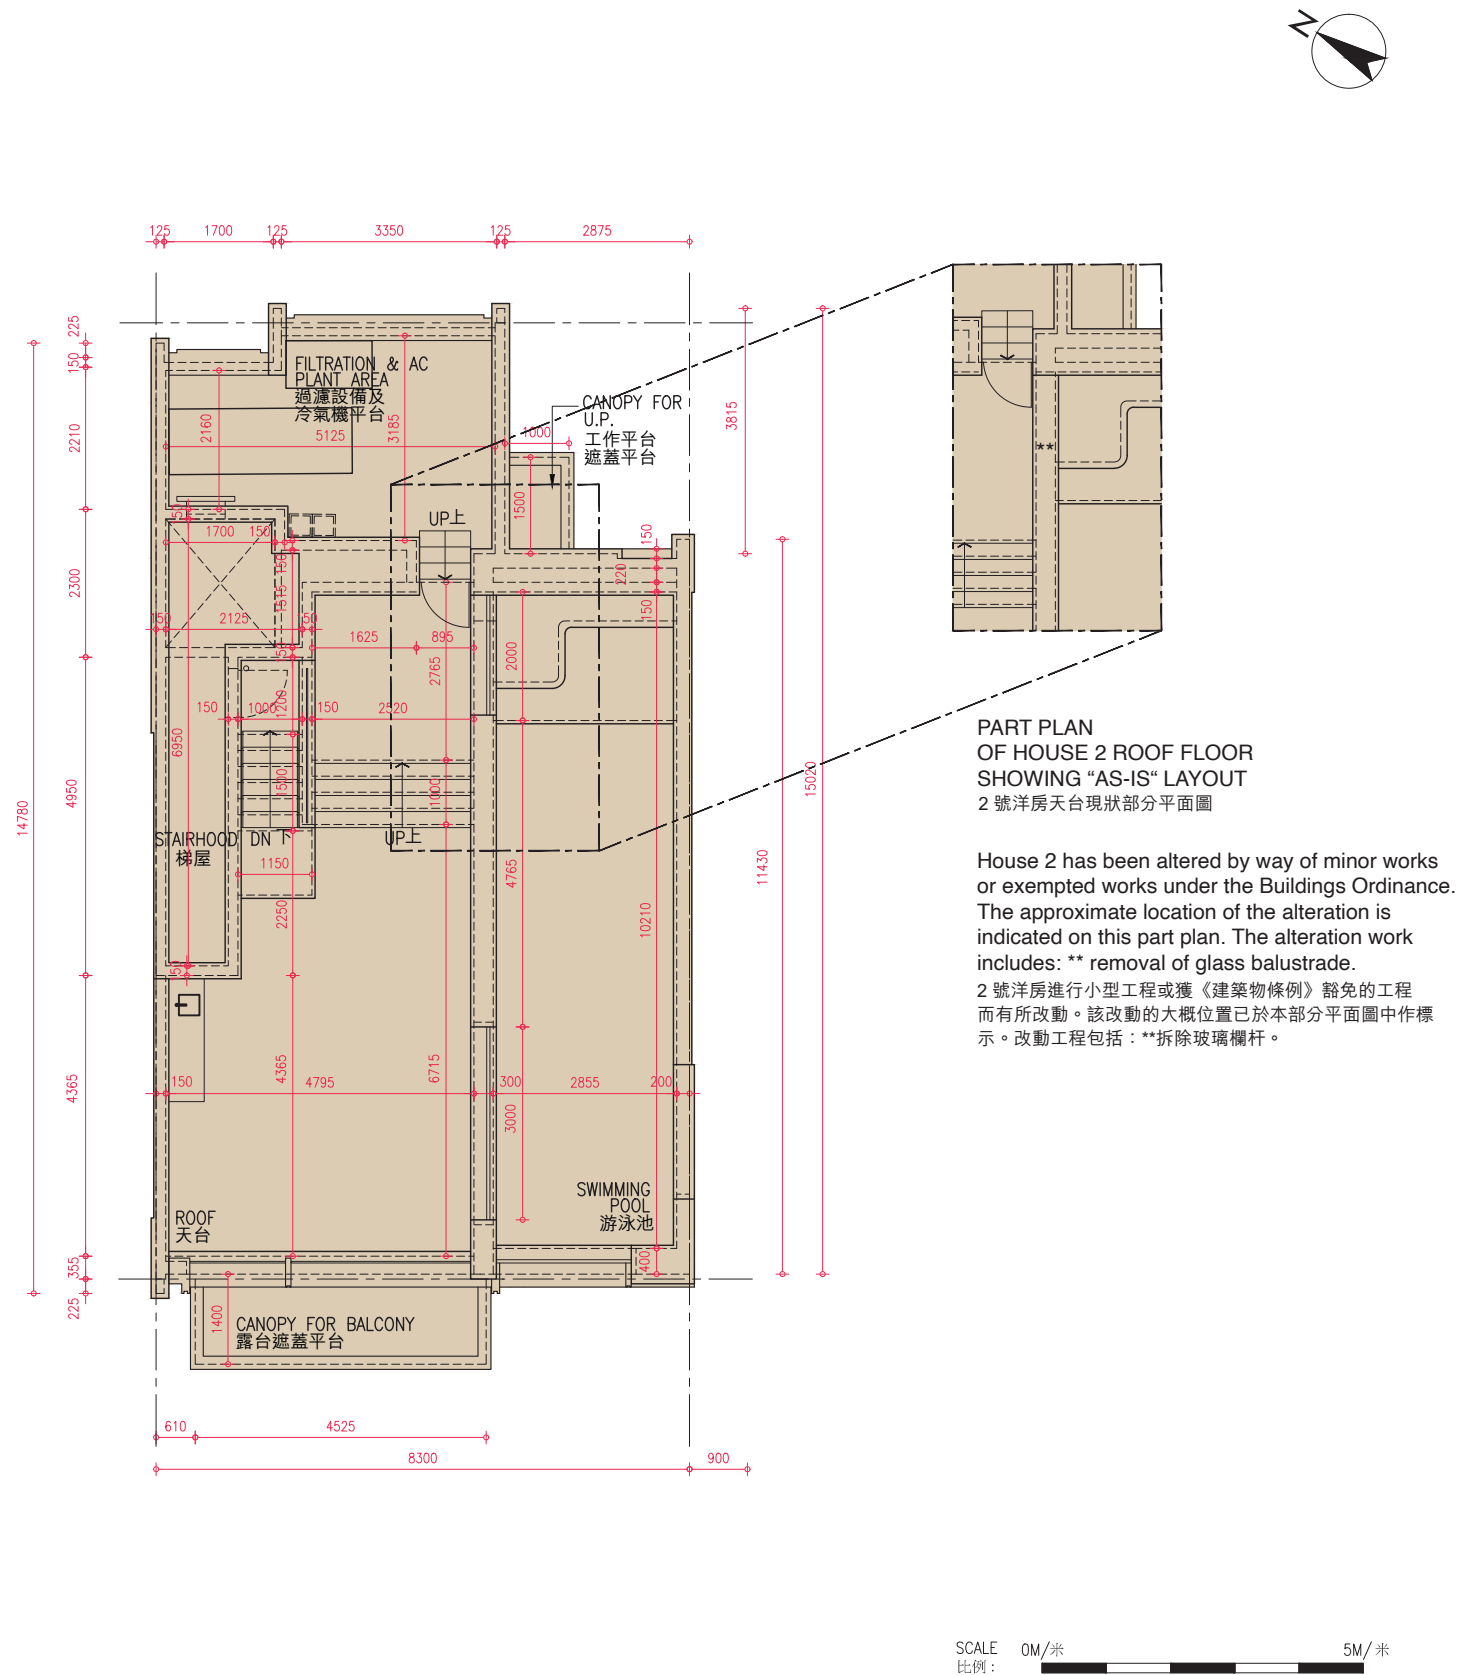 N
125 1700 125 3350 125 2875
225
150
2210
2300
4950
14780
4365
355
225
FILTRATION & AC
PLANT AREA
過濾設備及
冷氣機平台
2160
5125
3185
CANOPY FOR
U.P.
工作平台
遮蓋平台
1000
1500
3815
UP上
150
1700 150
150
1515
150 2125 150
150
220
150
1625 895
2765
2000
150
1200
150 1000 150 2520
6950
1500
1000
15020
11430
STAIRHOOD
梯屋
DN 下
UP上
1150
2250
4765
10210
150
4365
6715
150 4795 300 2855 200
3000
SWIMMING
POOL
游泳池
ROOF
天台
400
1400
CANOPY FOR BALCONY
露台遮蓋平台
610 4525
8300 900
**
PART PLAN
OF HOUSE 2 ROOF FLOOR
SHOWING “AS-IS“ LAYOUT
2 號洋房天台現狀部分平面圖
House 2 has been altered by way of minor works
or exempted works under the Buildings Ordinance.
The approximate location of the alteration is
indicated on this part plan. The alteration work
includes: ** removal of glass balustrade.
2 號洋房進行小型工程或獲《建築物條例》豁免的工程
而有所改動。該改動的大概位置已於本部分平面圖中作標
示。改動工程包括：**拆除玻璃欄杆。
SCALE 0M/米 5M/米
比例：